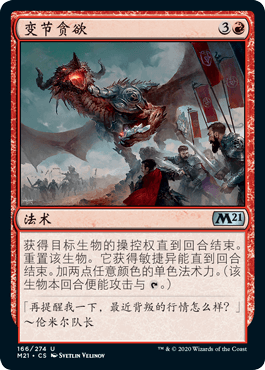 变节贪欲 3
法术 M21
获得目标生物的操控权直到回合结束。
重置该生物。它获得敏捷异能直到回合
结束。加两点任意颜色的单色法术力。（该
生物本回合便能攻击与。）
「再提醒我一下，最近背叛的行情怎么样？」
～伦米尔队长
166/274 U
M21 • CS SVETLIN VELINOV
™ & © 2020 Wizards of the Coast